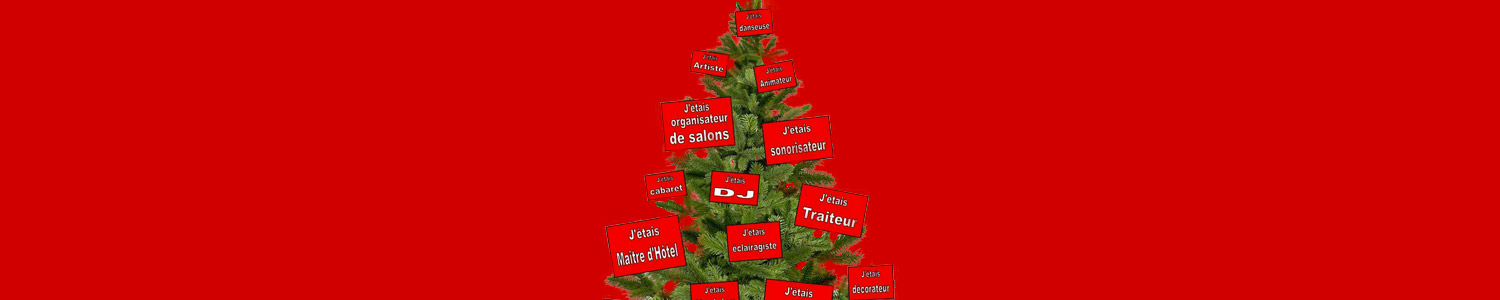 J'etais
danseuse
J'etais
Artiste
J'etais
Animateur
J'etais
organisateur
de salons
J'etais
sonorisateur
J'etais
cabaret
J'etais
DJ
J'etais
Traiteur
J'etais
Maitre d'Hôtel
J'etais
eclairagiste
J'etais
decorateur
J'etais
J'etais